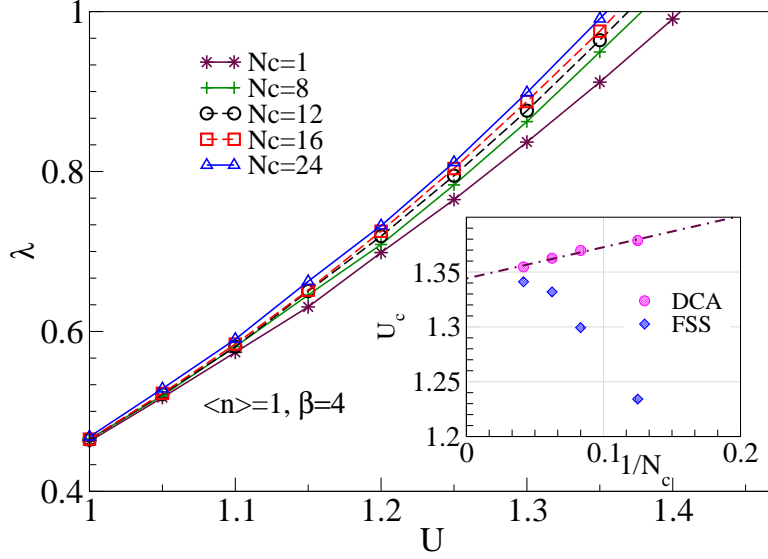 1
0.8
0.6
0.4
λ
Nc=1
Nc=8
Nc=12
Nc=16
Nc=24
<n>=1, β=4
1
1.1
1.2
1.3
1.4
U
1.35
1.3
1.25
1.2
U_c
DCA
FSS
0
0.1
0.2
1/N_c